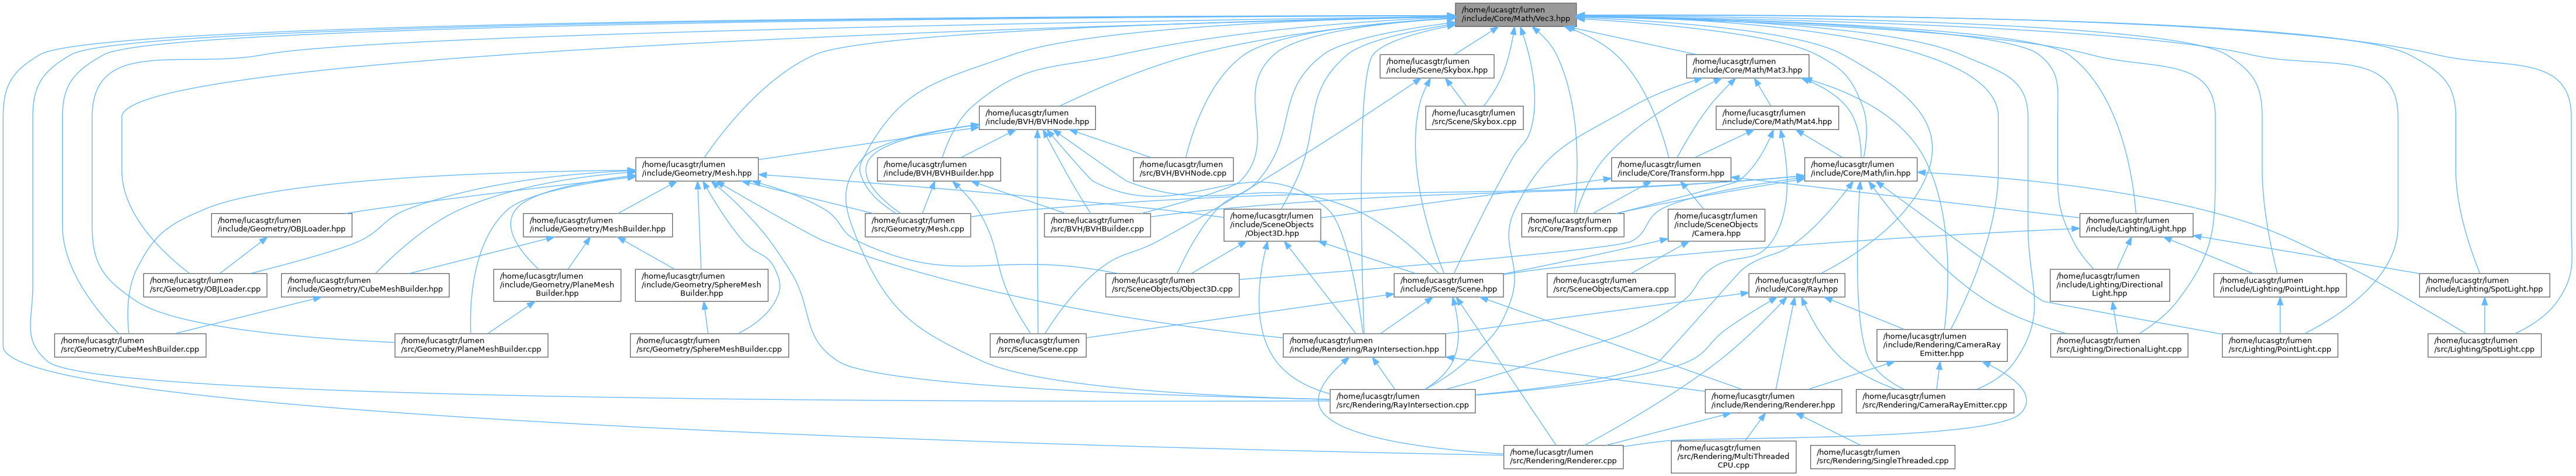 /home/lucasgtr/lumen
/include/Core/Math/Vec3.hpp
/home/lucasgtr/lumen
/include/Scene/Skybox.hpp
/home/lucasgtr/lumen
/include/Core/Math/Mat3.hpp
/home/lucasgtr/lumen
/include/BVH/BVHNode.hpp
/home/lucasgtr/lumen
/src/Scene/Skybox.cpp
/home/lucasgtr/lumen
/include/Core/Math/Mat4.hpp
/home/lucasgtr/lumen
/include/Geometry/Mesh.hpp
/home/lucasgtr/lumen
/include/BVH/BVHBuilder.hpp
/home/lucasgtr/lumen
/src/BVH/BVHNode.cpp
/home/lucasgtr/lumen
/include/Core/Transform.hpp
/home/lucasgtr/lumen
/include/Core/Math/lin.hpp
/home/lucasgtr/lumen
/include/Geometry/OBJLoader.hpp
/home/lucasgtr/lumen
/include/Geometry/MeshBuilder.hpp
/home/lucasgtr/lumen
/src/Geometry/Mesh.cpp
/home/lucasgtr/lumen
/src/BVH/BVHBuilder.cpp
/home/lucasgtr/lumen
/include/SceneObjects
/Object3D.hpp
/home/lucasgtr/lumen
/src/Core/Transform.cpp
/home/lucasgtr/lumen
/include/SceneObjects
/Camera.hpp
/home/lucasgtr/lumen
/include/Lighting/Light.hpp
/home/lucasgtr/lumen
/src/Geometry/OBJLoader.cpp
/home/lucasgtr/lumen
/include/Geometry/CubeMeshBuilder.hpp
/home/lucasgtr/lumen
/include/Geometry/PlaneMesh
Builder.hpp
/home/lucasgtr/lumen
/include/Geometry/SphereMesh
Builder.hpp
/home/lucasgtr/lumen
/src/SceneObjects/Object3D.cpp
/home/lucasgtr/lumen
/include/Scene/Scene.hpp
/home/lucasgtr/lumen
/src/SceneObjects/Camera.cpp
/home/lucasgtr/lumen
/include/Core/Ray.hpp
/home/lucasgtr/lumen
/include/Lighting/Directional
Light.hpp
/home/lucasgtr/lumen
/include/Lighting/PointLight.hpp
/home/lucasgtr/lumen
/include/Lighting/SpotLight.hpp
/home/lucasgtr/lumen
/src/Geometry/CubeMeshBuilder.cpp
/home/lucasgtr/lumen
/src/Geometry/PlaneMeshBuilder.cpp
/home/lucasgtr/lumen
/src/Geometry/SphereMeshBuilder.cpp
/home/lucasgtr/lumen
/src/Scene/Scene.cpp
/home/lucasgtr/lumen
/include/Rendering/RayIntersection.hpp
/home/lucasgtr/lumen
/include/Rendering/CameraRay
Emitter.hpp
/home/lucasgtr/lumen
/src/Lighting/DirectionalLight.cpp
/home/lucasgtr/lumen
/src/Lighting/PointLight.cpp
/home/lucasgtr/lumen
/src/Lighting/SpotLight.cpp
/home/lucasgtr/lumen
/src/Rendering/RayIntersection.cpp
/home/lucasgtr/lumen
/include/Rendering/Renderer.hpp
/home/lucasgtr/lumen
/src/Rendering/CameraRayEmitter.cpp
/home/lucasgtr/lumen
/src/Rendering/Renderer.cpp
/home/lucasgtr/lumen
/src/Rendering/MultiThreaded
CPU.cpp
/home/lucasgtr/lumen
/src/Rendering/SingleThreaded.cpp